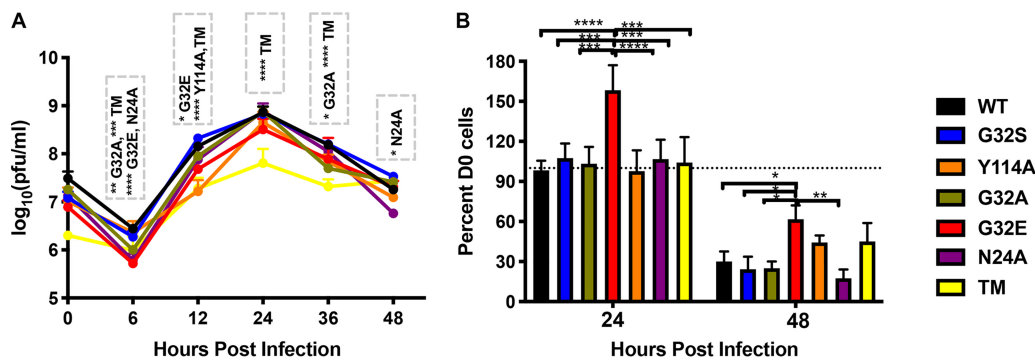 A
log10(pfu/ml)
10
9
8
7
6
5
0
6
12
24
36
48
Hours Post Infection
** G32A, *** TM
**** G32E, N24A
* G32E
**** Y114A,TM
**** TM
* G32A **** TM
* N24A
B
Percent D0 cells
180
150
120
90
60
30
0
24
48
Hours Post Infection
**** ***
*** ***
*** ****
*
*
* **
WT
G32S
Y114A
G32A
G32E
N24A
TM